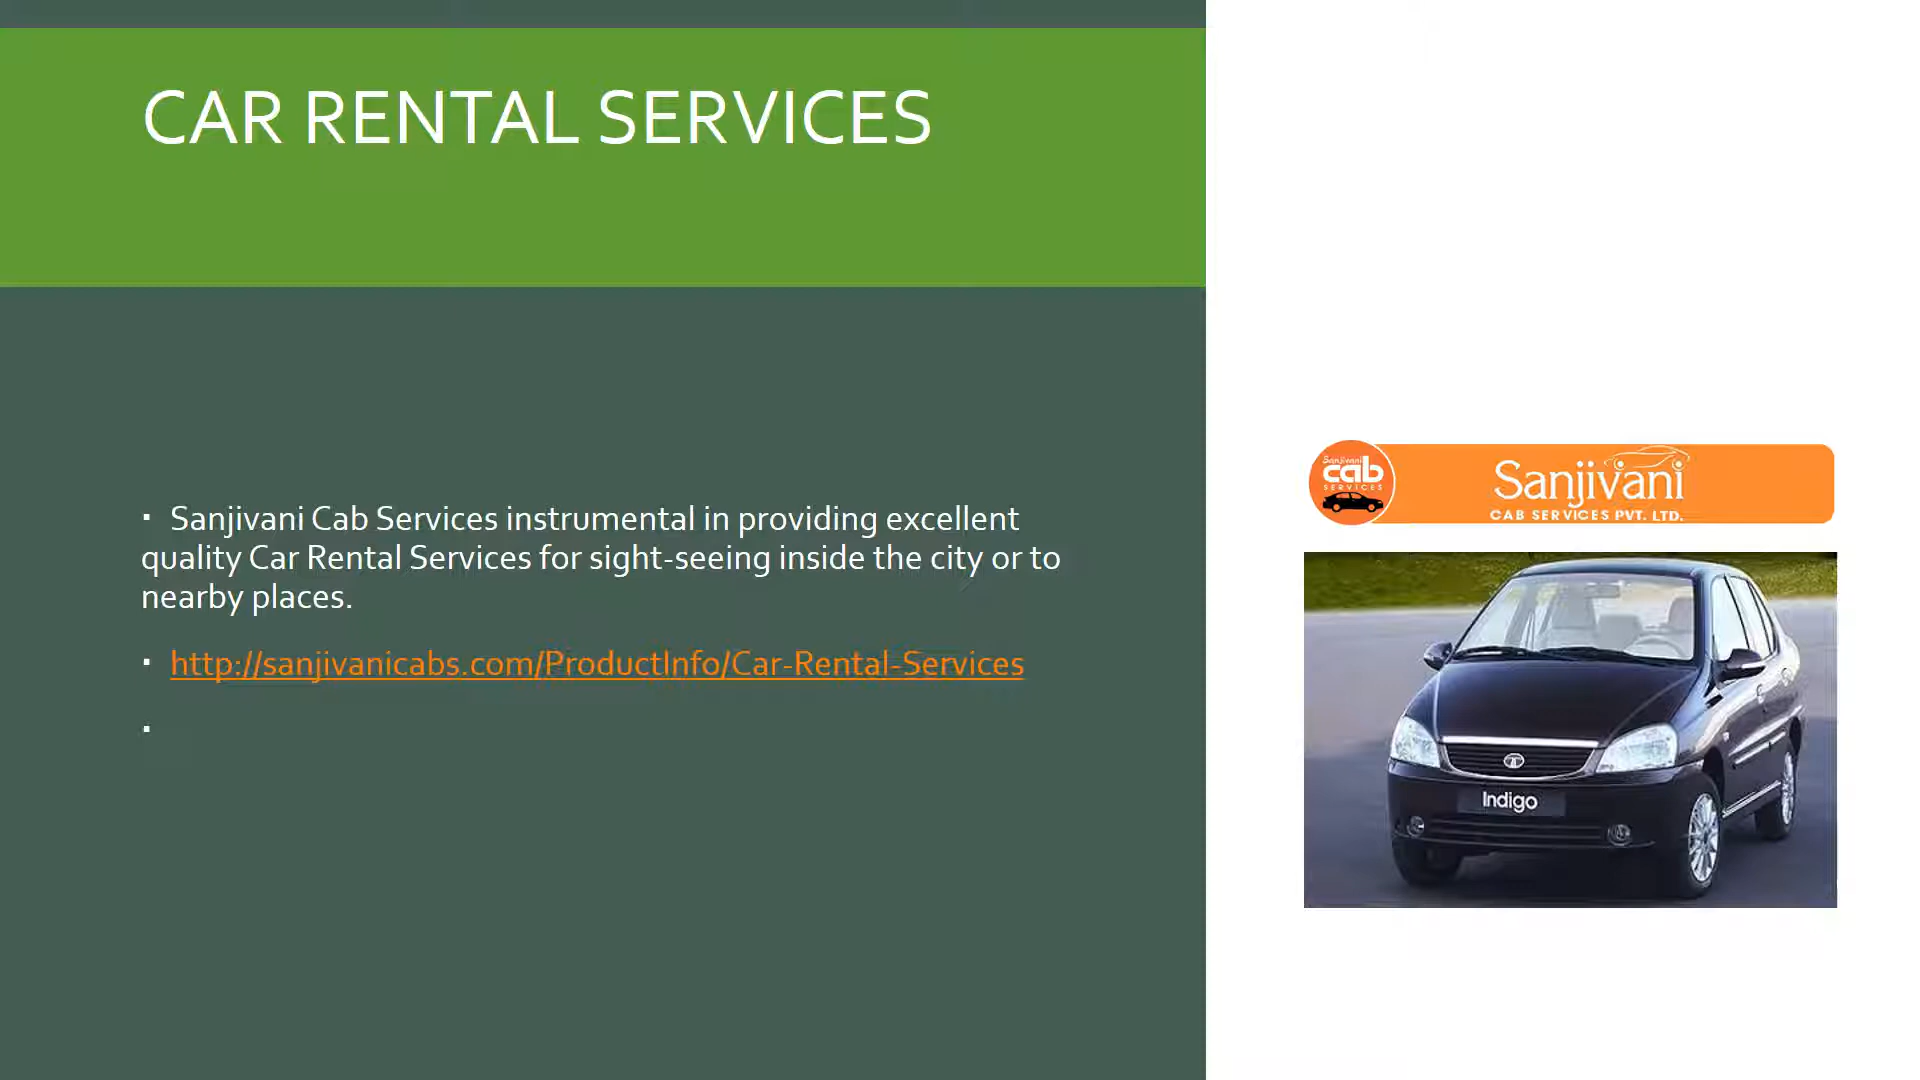 CAR RENTAL SERVICES
▪ Sanjivani Cab Services instrumental in providing excellent
quality Car Rental Services for sight-seeing inside the city or to
nearby places.
▪ http://sanjivanicabs.com/ProductInfo/Car-Rental-Services
▪
Sanjivani
cab
SERVICES
Sanjivani
CAB SERVICES PVT. LTD.
Indigo